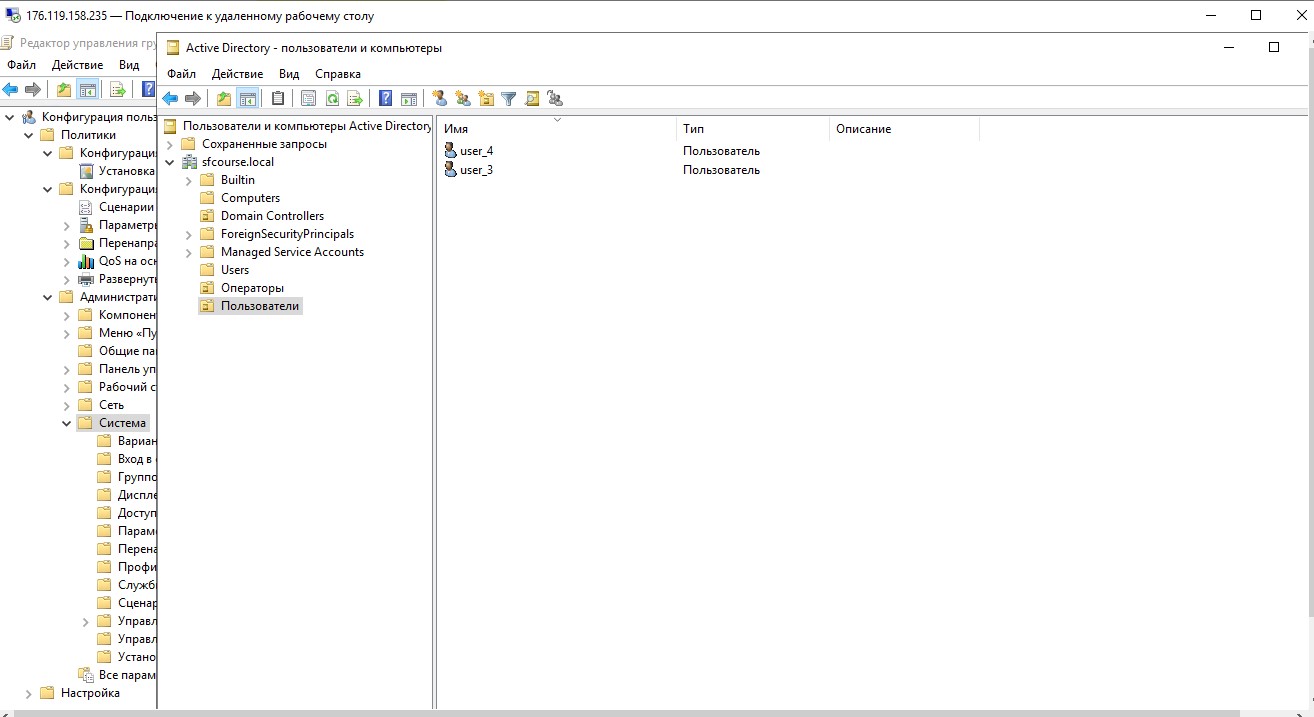 176.119.158.235 — Подключение к удаленному рабочему столу
Редактор управления гру
Файл Действие Вид
Конфигурация польз
Политики
Конфигурация
Установка
Конфигурация
Сценарии
Параметры
Перенапра
QoS на осн
Развернуты
Административ
Компонен
Меню «Пу
Общие па
Панель уп
Рабочий с
Сеть
Система
Вариан
Вход в
Группо
Диспле
Доступ
Парам
Перена
Профи
Служб
Сценар
Управл
Управл
Устано
Все парам
Настройка
Active Directory - пользователи и компьютеры
Файл Действие Вид Справка
Пользователи и компьютеры Active Directory
Сохраненные запросы
sfcourse.local
Builtin
Computers
Domain Controllers
ForeignSecurityPrincipals
Managed Service Accounts
Users
Операторы
Пользователи
Имя Тип Описание
user_4 Пользователь
user_3 Пользователь